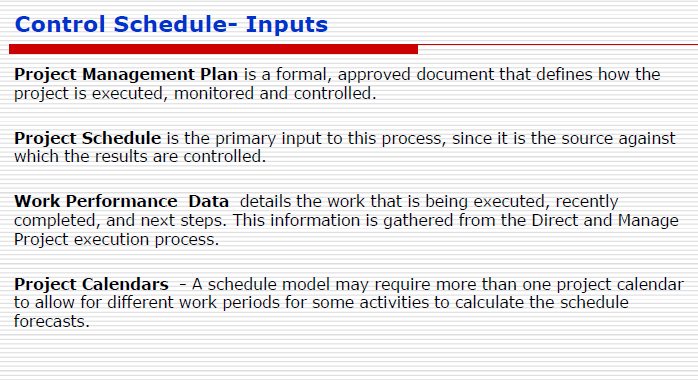 Control Schedule- Inputs
Project Management Plan is a formal, approved document that defines how the
project is executed, monitored and controlled.
Project Schedule is the primary input to this process, since it is the source against
which the results are controlled.
Work Performance  Data  details the work that is being executed, recently
completed, and next steps. This information is gathered from the Direct and Manage
Project execution process.
Project Calendars  - A schedule model may require more than one project calendar
to allow for different work periods for some activities to calculate the schedule
forecasts.